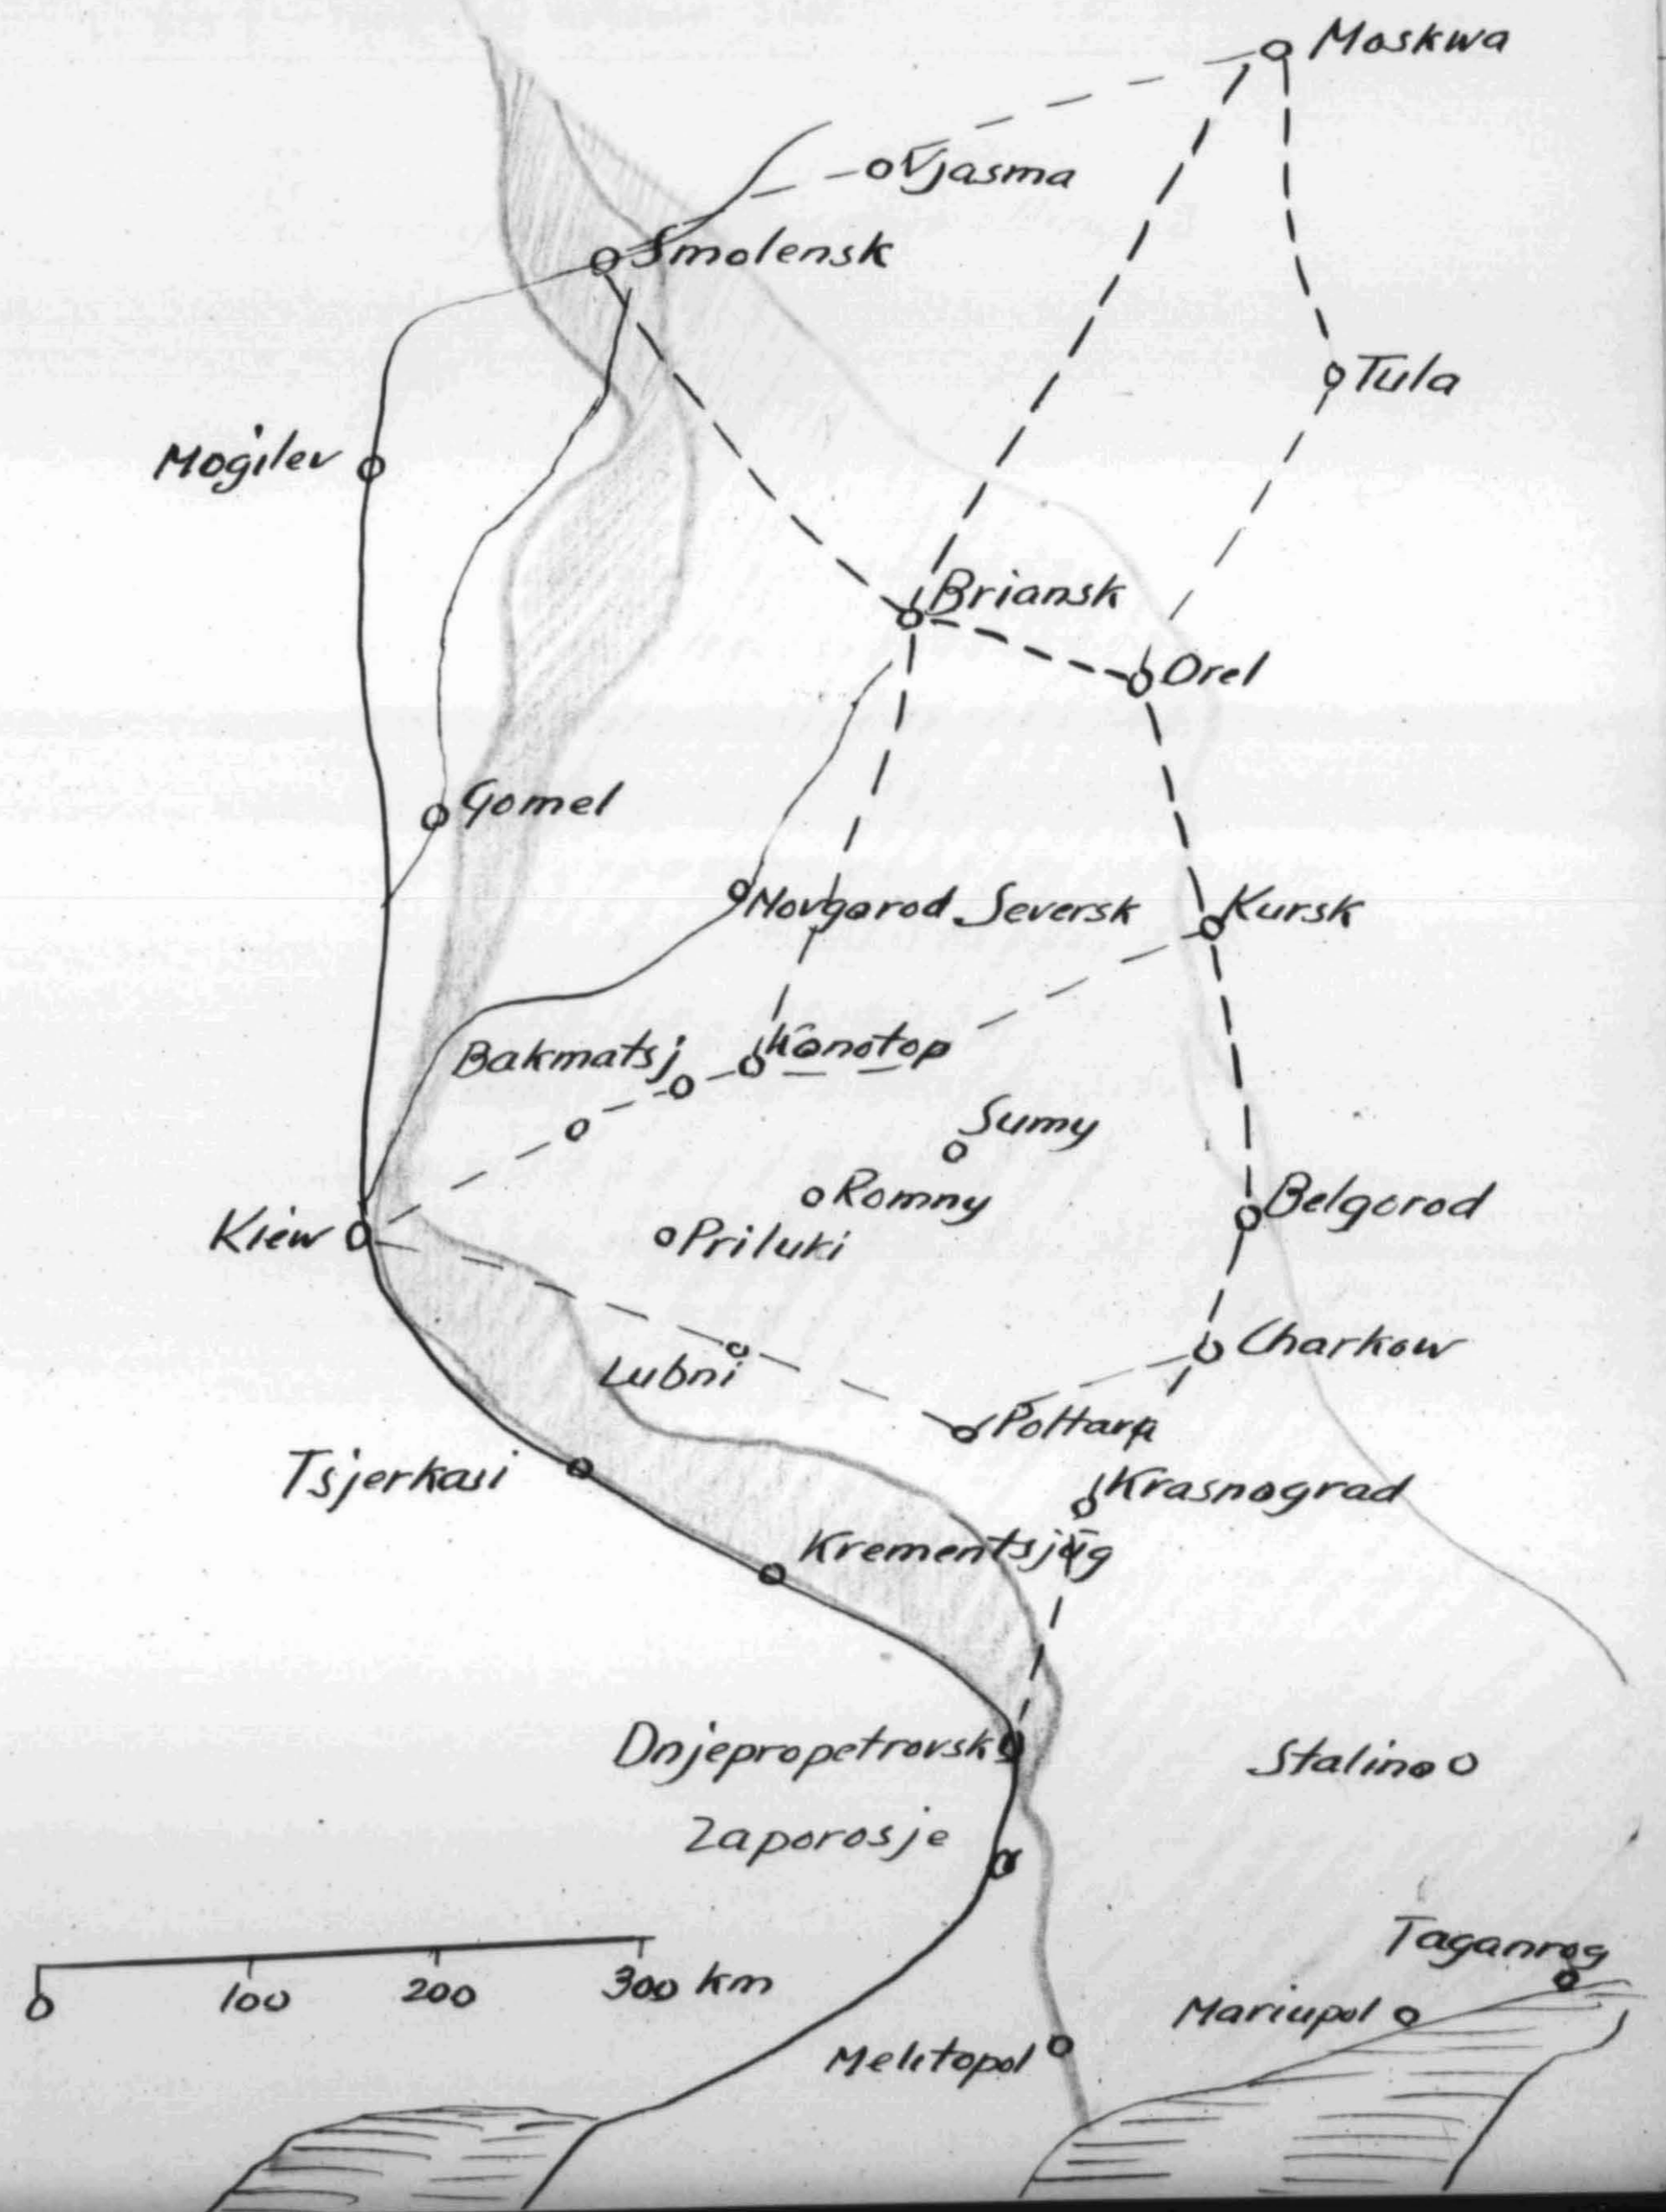 Moskwa
Vjasma
Smolensk
Tula
Mogilev
Briansk
Orel
Gomel
Novgorod Seversk
Kursk
Bakmatsj
Konotop
Sumy
Romny
Priluki
Kiew
Belgorod
Charkow
Lubni
Poltava
Tsjerkasi
Krasnograd
Krementsjug
Dnjepropetrovsk
Stalino
Zaporosje
Taganrog
0 100 200 300 km
Mariupol
Melitopol